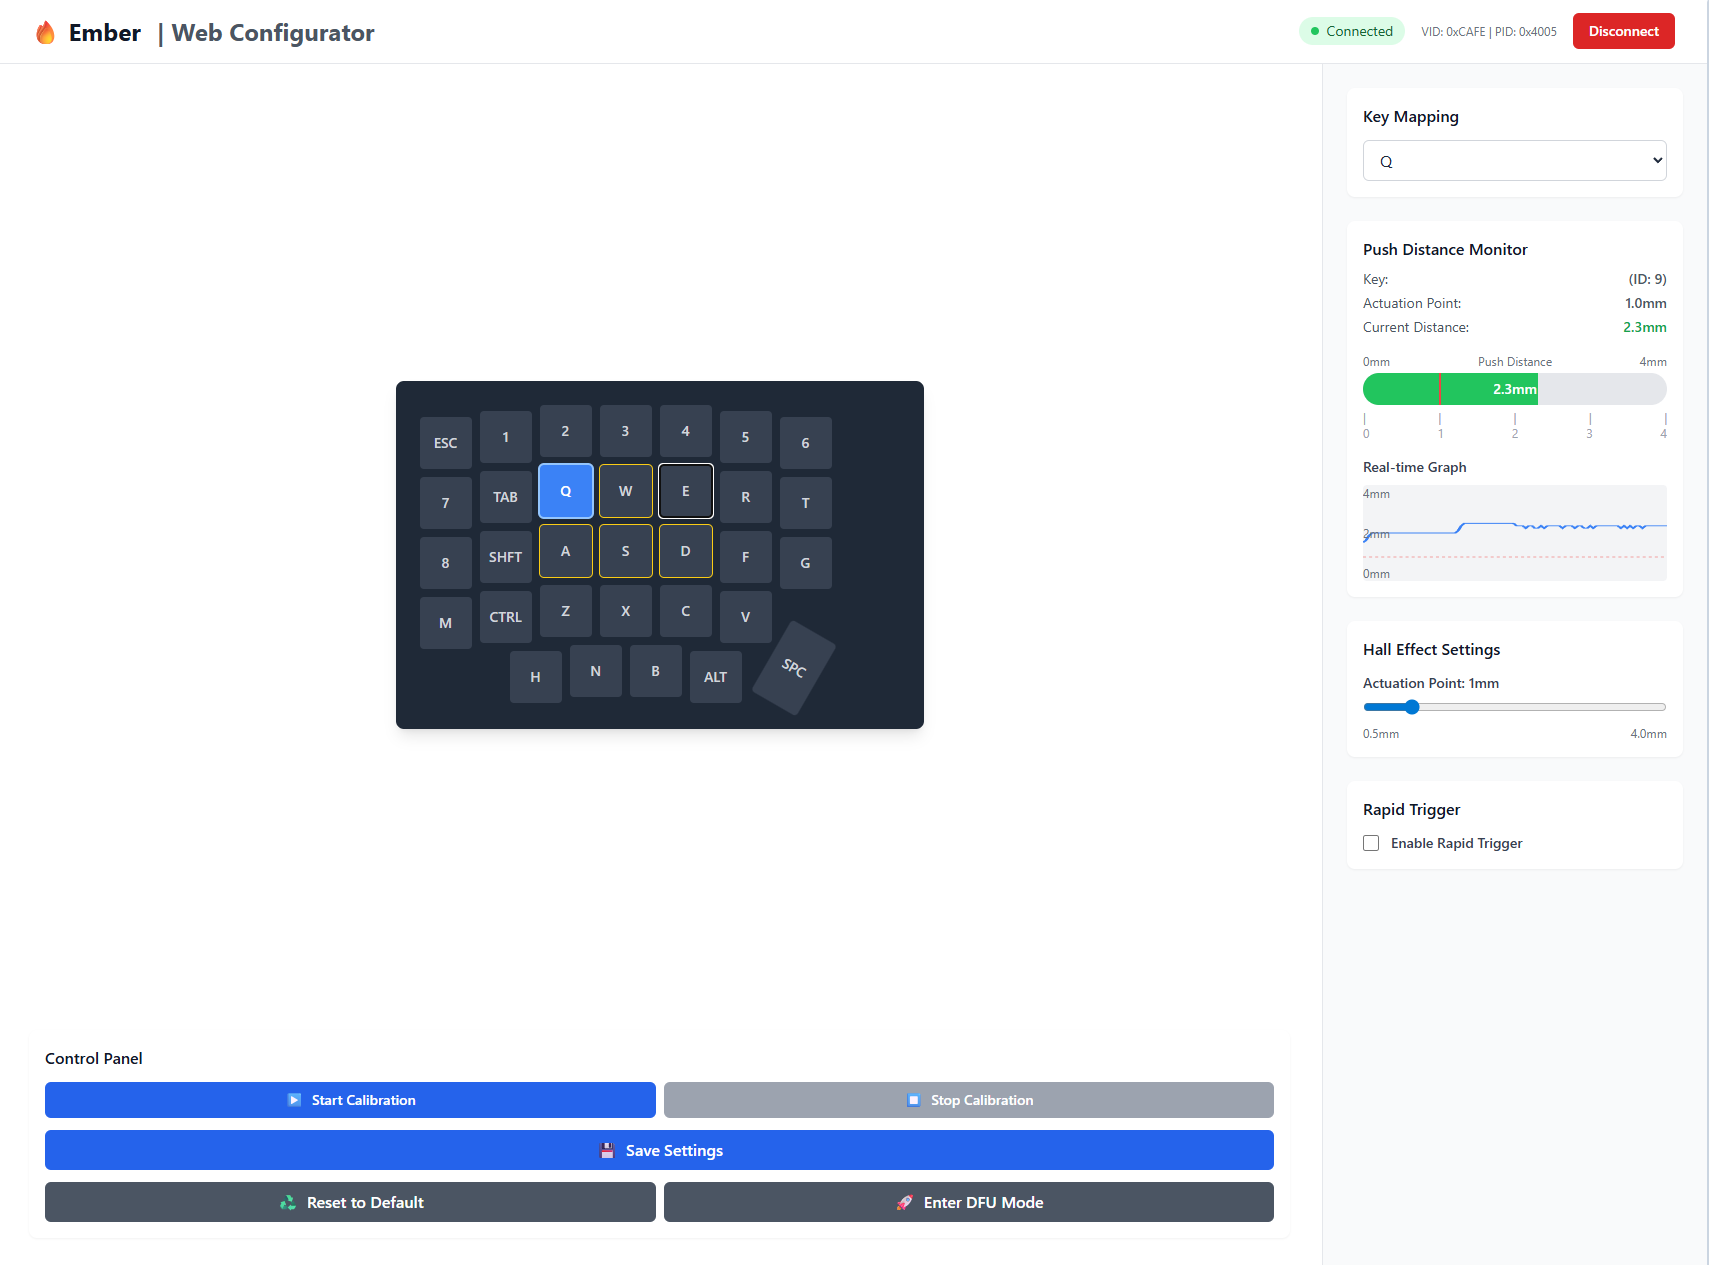 Ember | Web Configurator
Connected
VID: 0xCAFE | PID: 0x4005
Disconnect
ESC 1 2 3 4 5 6
7 TAB Q W E R T
8 SHFT A S D F G
M CTRL Z X C V
H N B ALT SPC
Control Panel
Start Calibration
Stop Calibration
Save Settings
Reset to Default
Enter DFU Mode
Key Mapping
Q
Push Distance Monitor
Key: (ID: 9)
Actuation Point: 1.0mm
Current Distance: 2.3mm
0mm Push Distance 4mm
2.3mm
0 1 2 3 4
Real-time Graph
4mm
2mm
0mm
Hall Effect Settings
Actuation Point: 1mm
0.5mm 4.0mm
Rapid Trigger
Enable Rapid Trigger